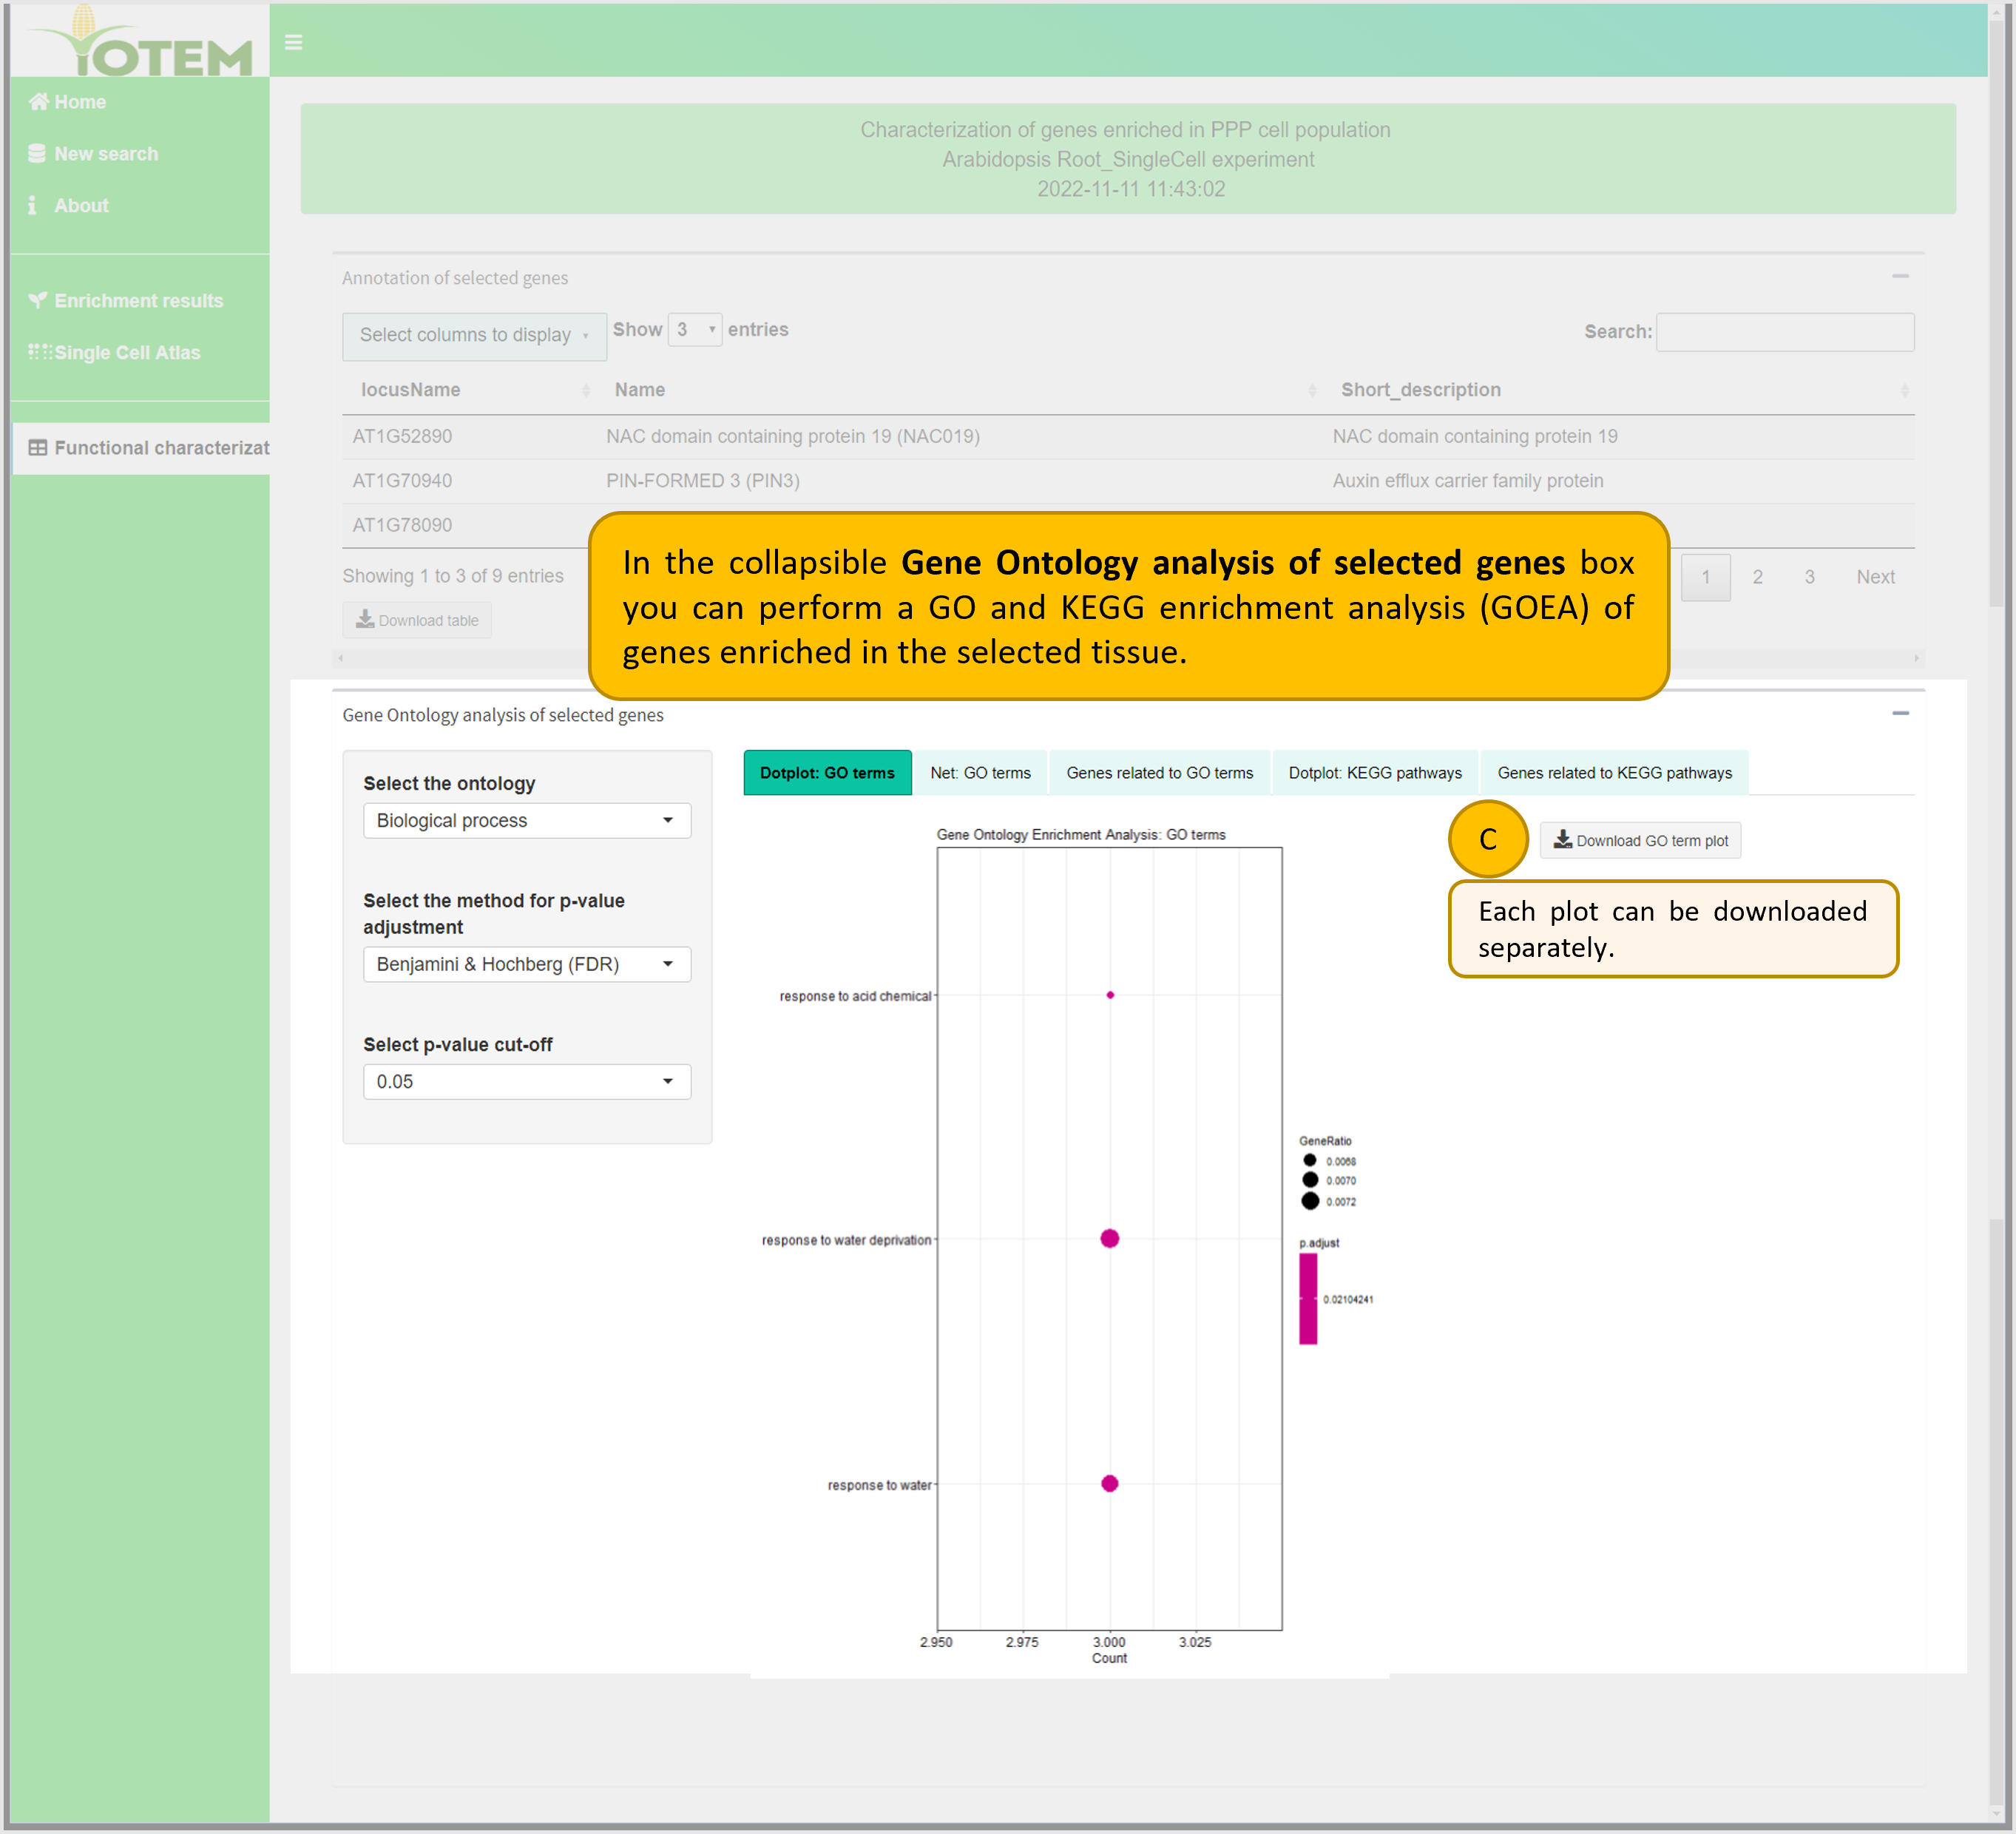 TOTEM
Home
New search
About
Enrichment results
Single Cell Atlas
Functional characterizat
Characterization of genes enriched in PPP cell population
Arabidopsis Root_SingleCell experiment
2022-11-11 11:43:02
Annotation of selected genes
Select columns to display Show 3 entries Search:
locusName Name Short_description
AT1G52890 NAC domain containing protein 19 (NAC019) NAC domain containing protein 19
AT1G70940 PIN-FORMED 3 (PIN3) Auxin efflux carrier family protein
AT1G78090
Showing 1 to 3 of 9 entries 1 2 3 Next
Download table
In the collapsible Gene Ontology analysis of selected genes box
you can perform a GO and KEGG enrichment analysis (GOEA) of
genes enriched in the selected tissue.
Gene Ontology analysis of selected genes
Select the ontology
Biological process
Select the method for p-value
adjustment
Benjamini & Hochberg (FDR)
Select p-value cut-off
0.05
Dotplot: GO terms Net: GO terms Genes related to GO terms Dotplot: KEGG pathways Genes related to KEGG pathways
C Download GO term plot
Each plot can be downloaded
separately.
Gene Ontology Enrichment Analysis: GO terms
response to acid chemical
response to water deprivation
response to water
2.950 2.975 3.000 3.025
Count
GeneRatio
0.0068
0.0070
0.0072
p.adjust
0.02104241